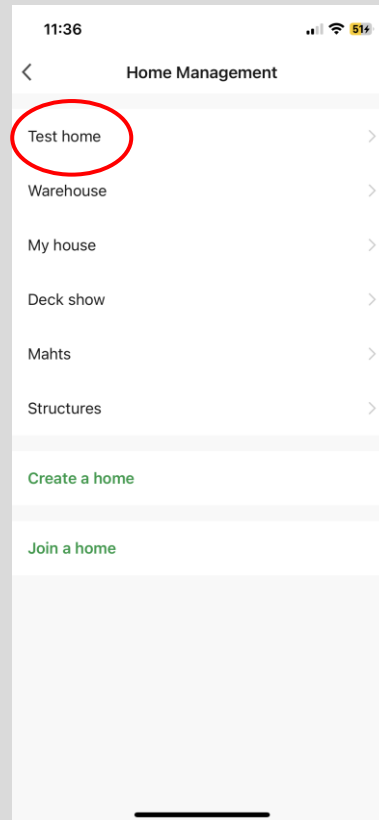 11:36
51
Home Management
Test home
Warehouse
My house
Deck show
Mahts
Structures
Create a home
Join a home